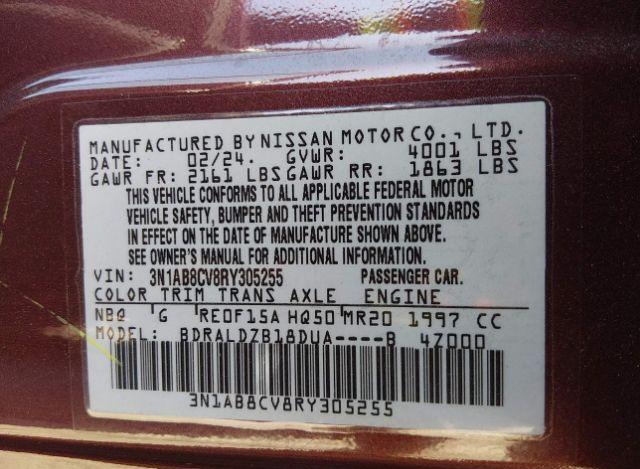 MANUFACTURED BY NISSAN MOTOR CO., LTD.
DATE: 02/24. GVWR: 4001 LBS
GAWR FR: 2161 LBS GAWR RR: 1863 LBS
THIS VEHICLE CONFORMS TO ALL APPLICABLE FEDERAL MOTOR
VEHICLE SAFETY, BUMPER AND THEFT PREVENTION STANDARDS
IN EFFECT ON THE DATE OF MANUFACTURE SHOWN ABOVE.
SEE OWNER'S MANUAL FOR ADDITIONAL INFORMATION.
VIN: 3N1AB8CV8RY305255 PASSENGER CAR.
COLOR TRIM TRANS AXLE ENGINE
NBQ G RE0F15A HQ50 MR20 1997 CC
MODEL: BDRALDZB18DUA----B 4Z000
3N1AB8CV8RY305255